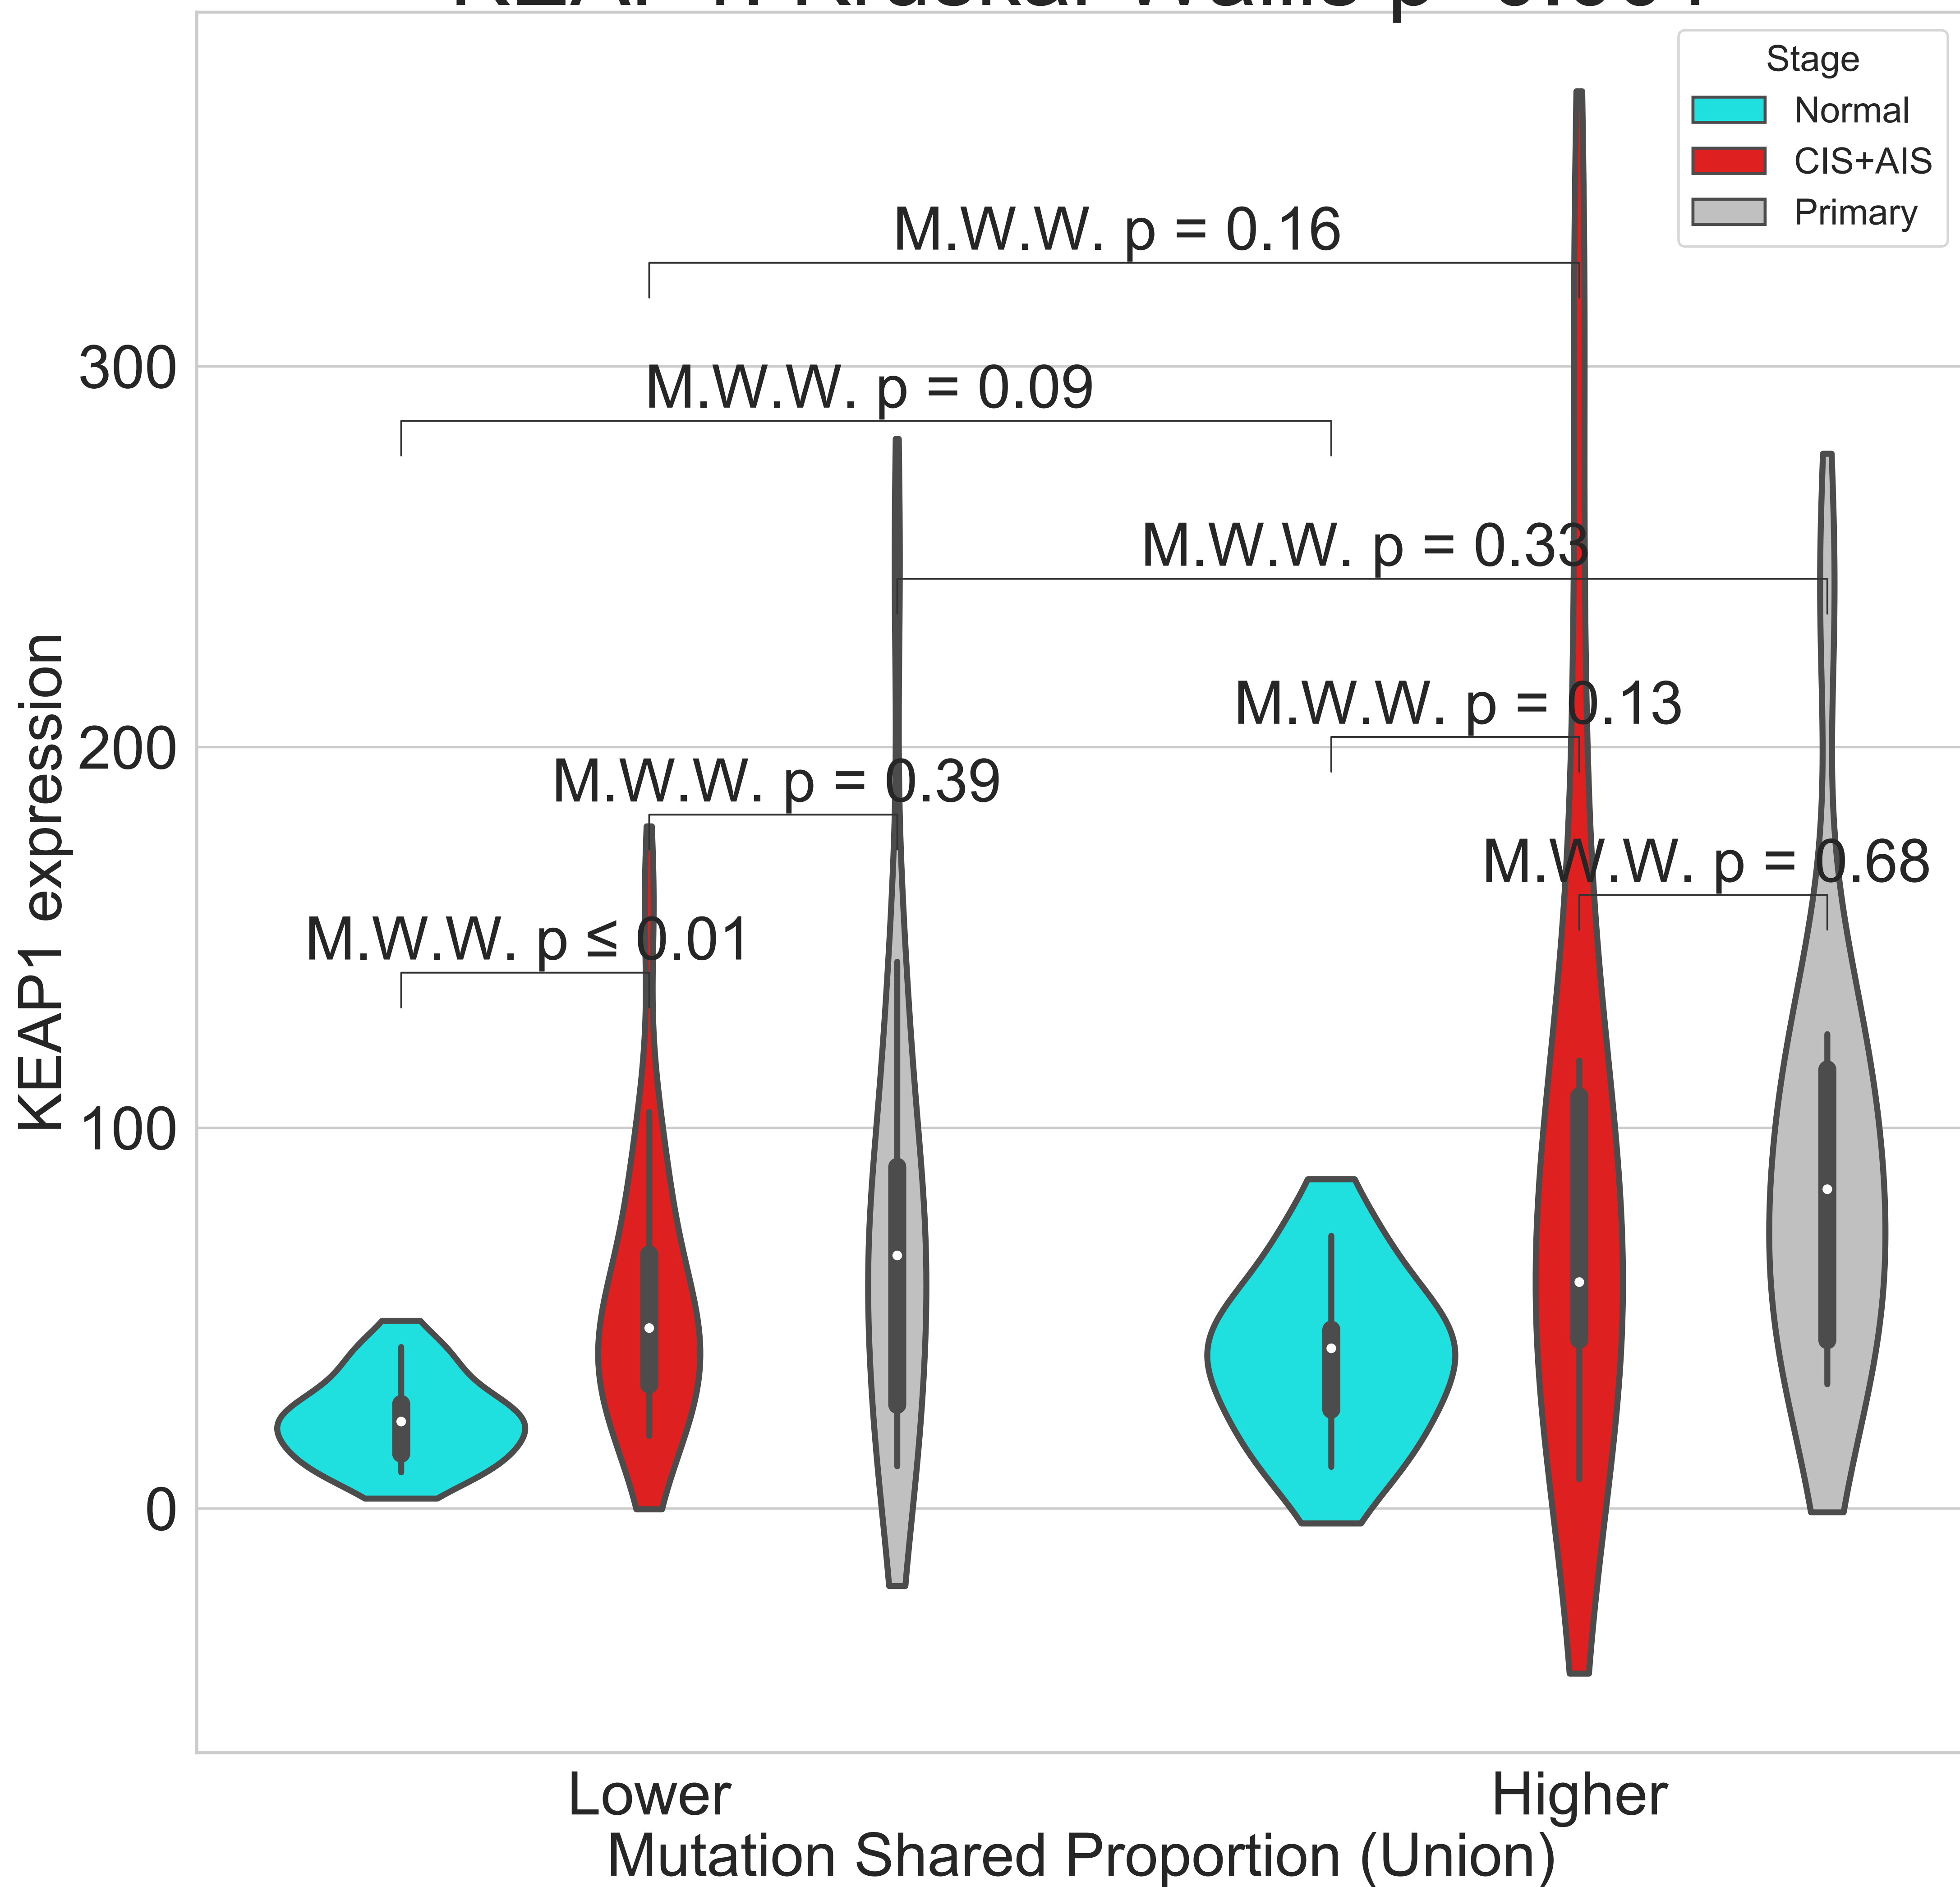 Stage
Normal
CIS+AIS
Primary
M.W.W. p = 0.16
300
M.W.W. p = 0.09
M.W.W. p = 0.33
M.W.W. p = 0.13
200
M.W.W. p = 0.39
M.W.W. p = 0.68
M.W.W. p ≤ 0.01
KEAP1 expression
100
0
Lower
Higher
Mutation Shared Proportion (Union)